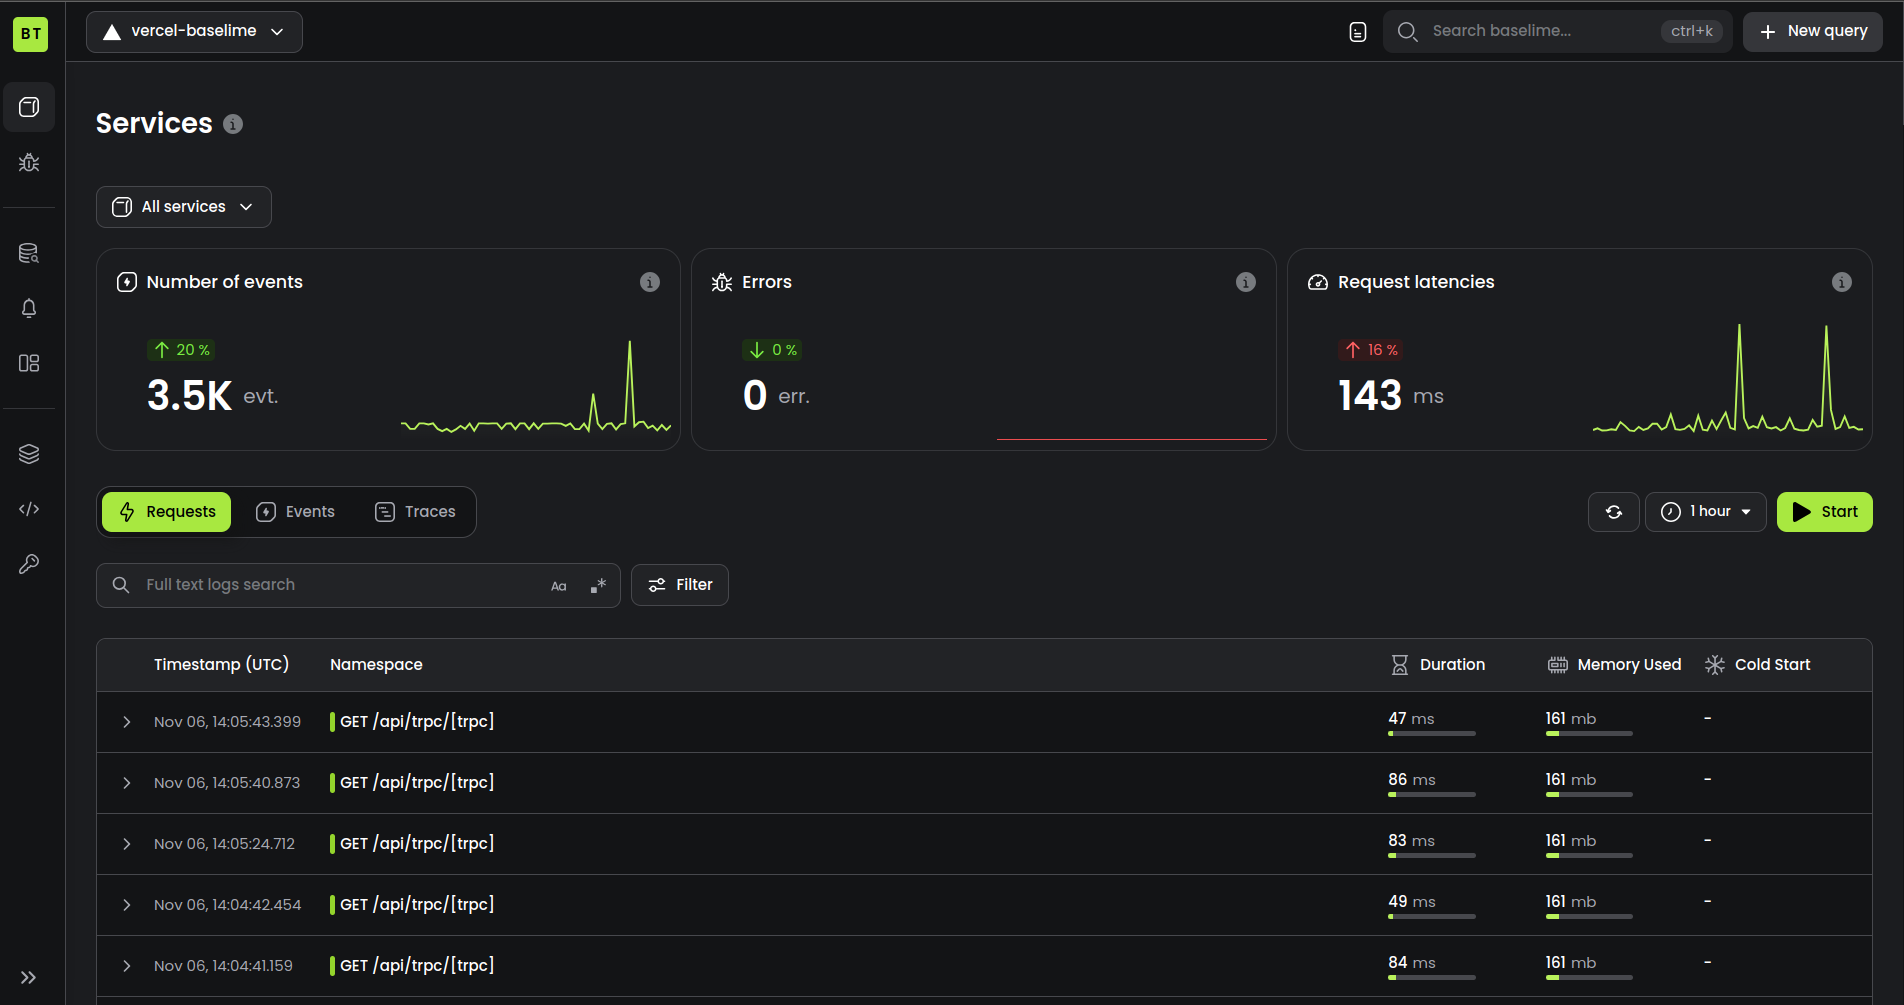 BT
vercel-baselime
Search baselime...
ctrl+k
New query
Services
All services
Number of events
20 %
3.5K evt.
Errors
0 %
0 err.
Request latencies
16 %
143 ms
Requests
Events
Traces
1 hour
Start
Full text logs search
Aa
.*
Filter
Timestamp (UTC) Namespace Duration Memory Used Cold Start
Nov 06, 14:05:43.399 GET /api/trpc/[trpc] 47 ms 161 mb -
Nov 06, 14:05:40.873 GET /api/trpc/[trpc] 86 ms 161 mb -
Nov 06, 14:05:24.712 GET /api/trpc/[trpc] 83 ms 161 mb -
Nov 06, 14:04:42.454 GET /api/trpc/[trpc] 49 ms 161 mb -
Nov 06, 14:04:41.159 GET /api/trpc/[trpc] 84 ms 161 mb -